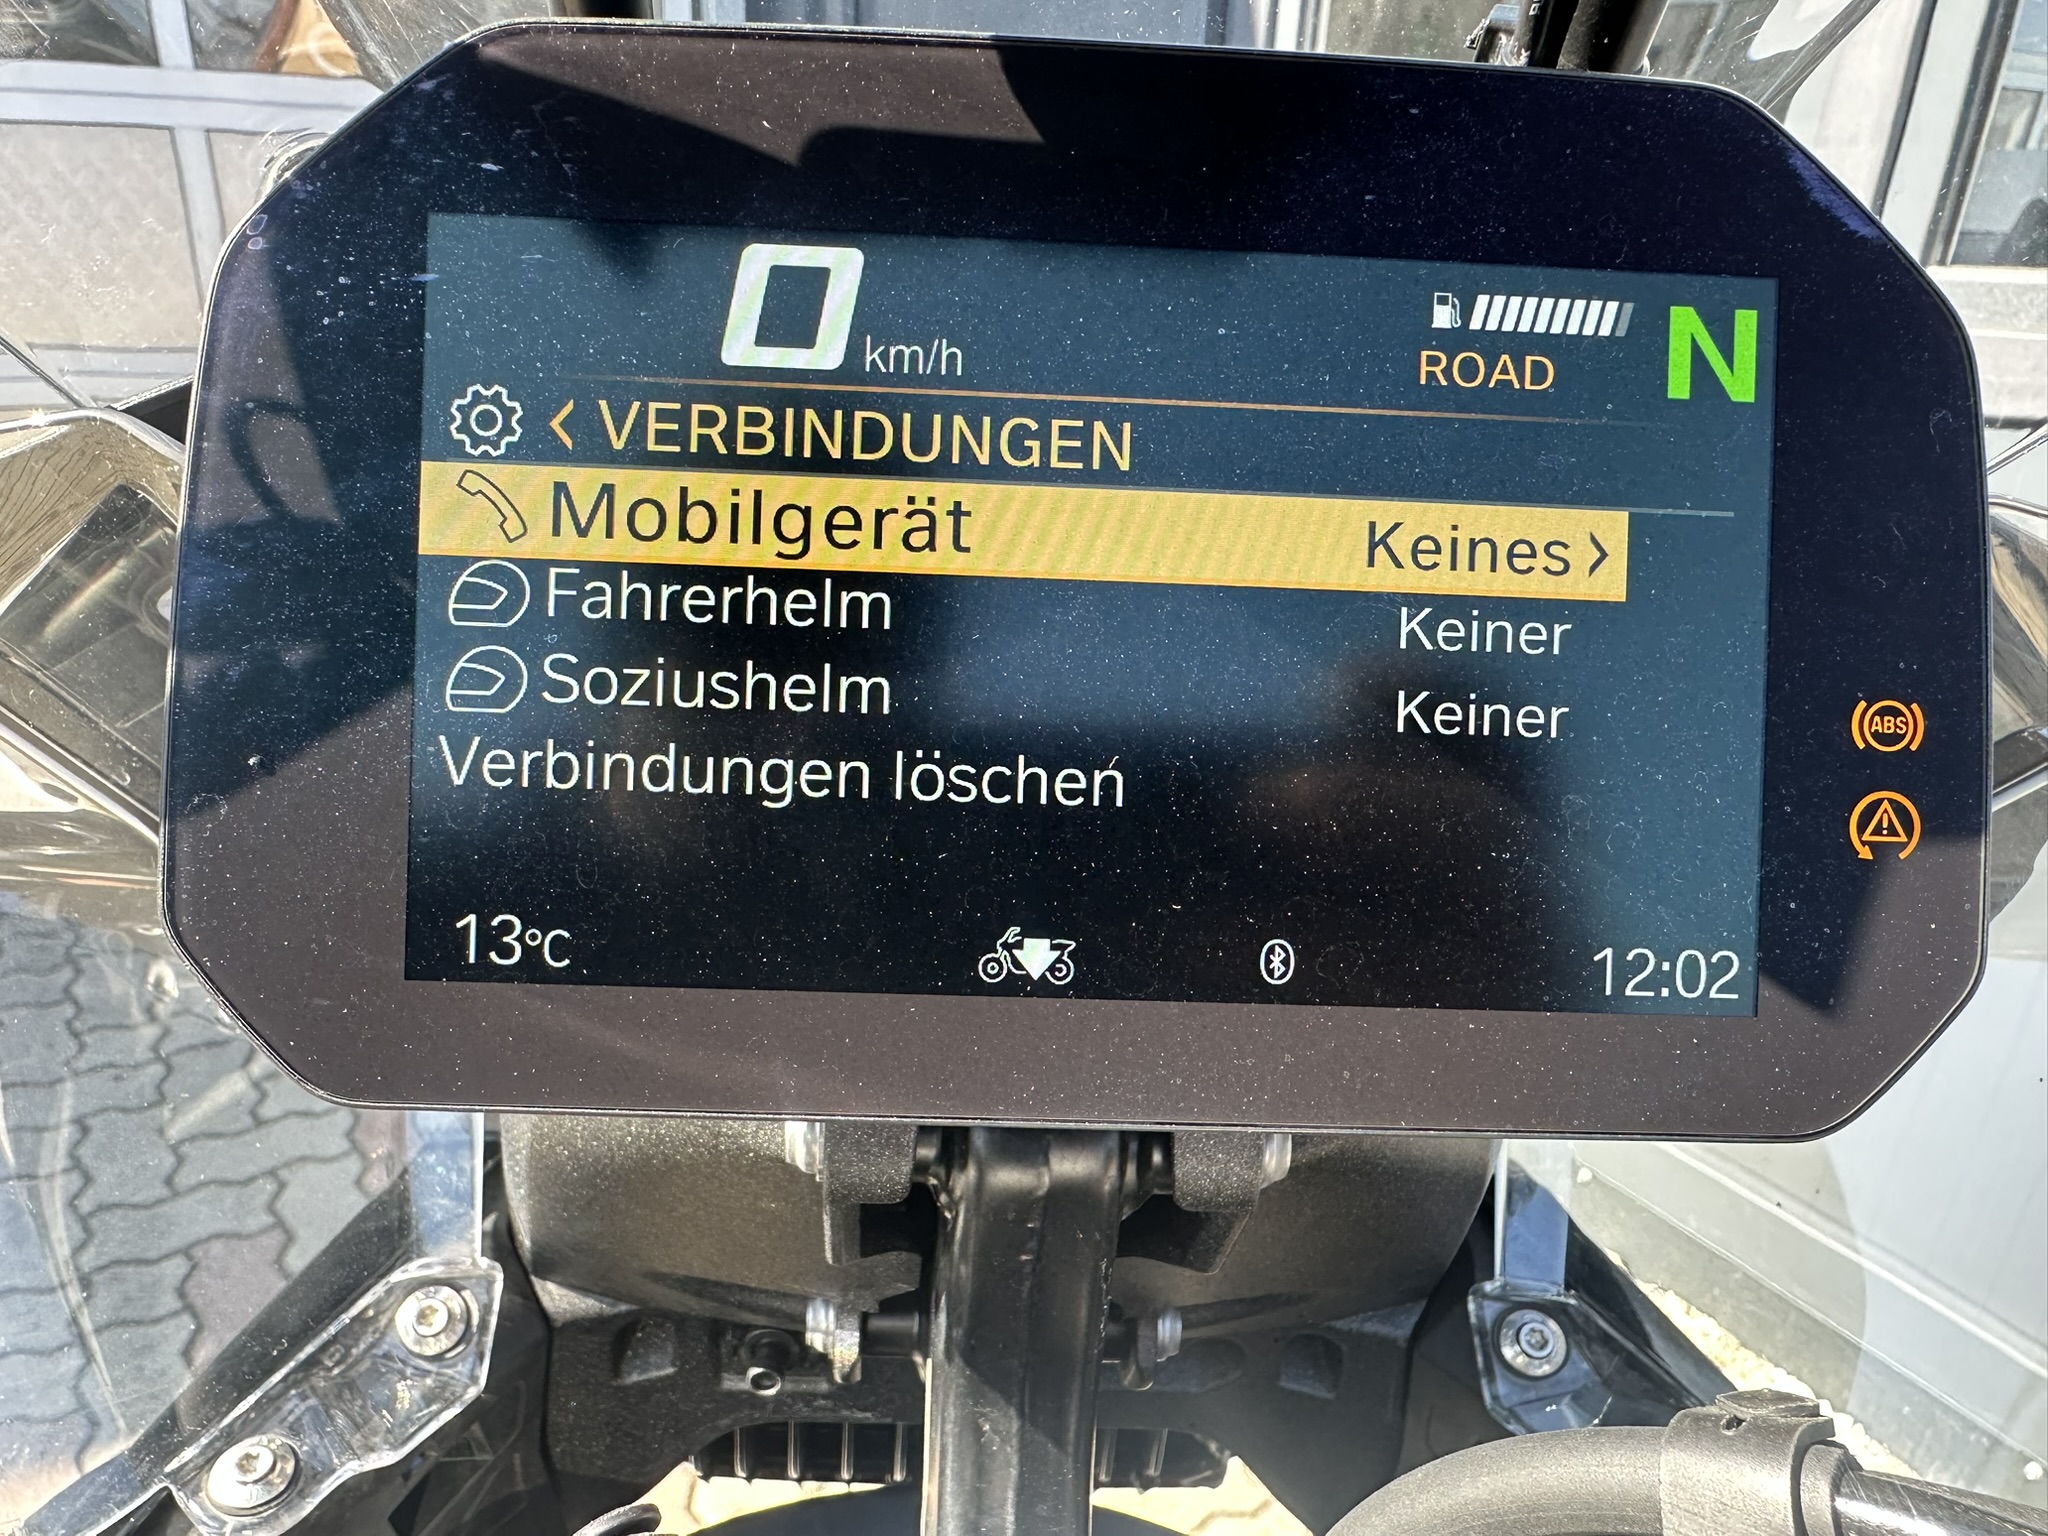 0 km/h
ROAD
N
< VERBINDUNGEN
Mobilgerät Keines >
Fahrerhelm Keiner
Soziushelm Keiner
Verbindungen löschen
ABS
13°C
12:02